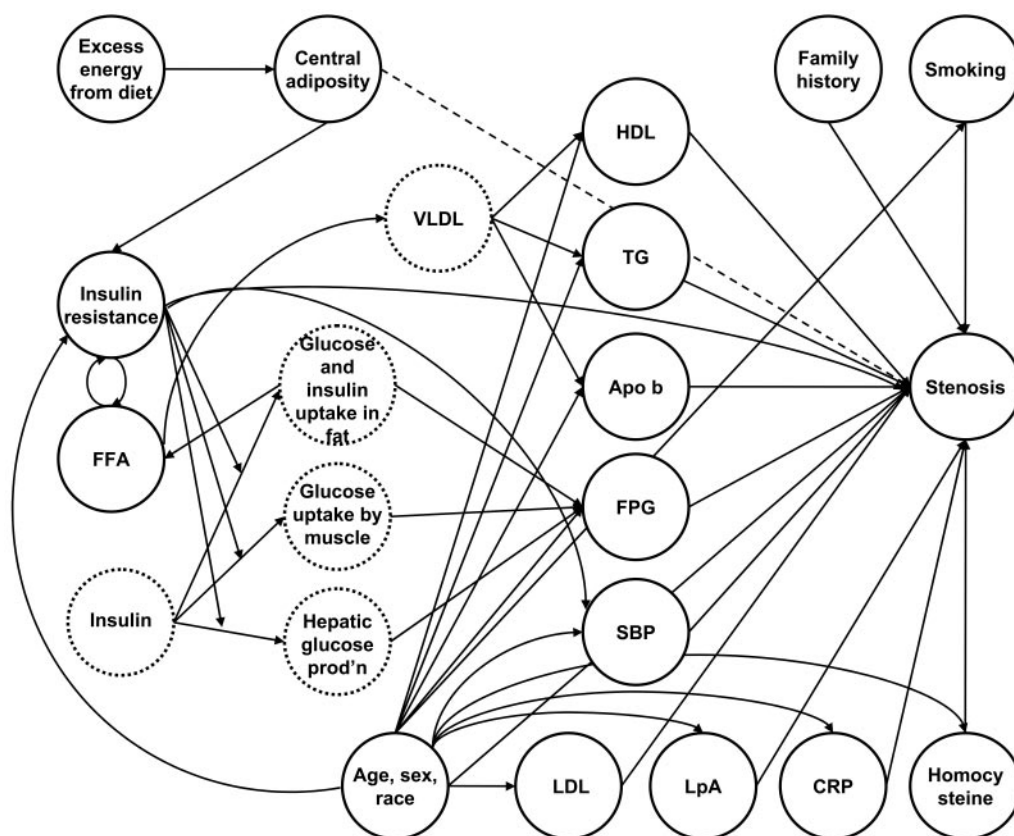 Excess
energy
from diet
Central
adiposity
Family
history
Smoking
HDL
VLDL
TG
Insulin
resistance
Glucose
and
insulin
uptake in
fat
Apo b
Stenosis
FFA
Glucose
uptake by
muscle
FPG
Insulin
Hepatic
glucose
prod'n
SBP
Age, sex,
race
LDL
LpA
CRP
Homocy
steine